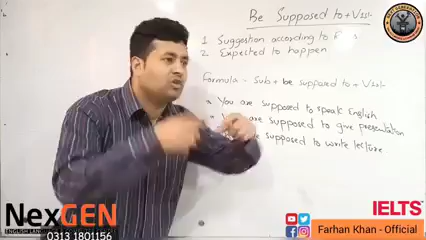 Be Supposed to + V1st
1 Suggestion according to
2 Expected to happen
Formula - Sub + be supposed to + V1st
* You are supposed to speak English
are supposed to give presentation
supposed to write lecture
NexGEN
0313 1801156
IELTS
Farhan Khan - Official